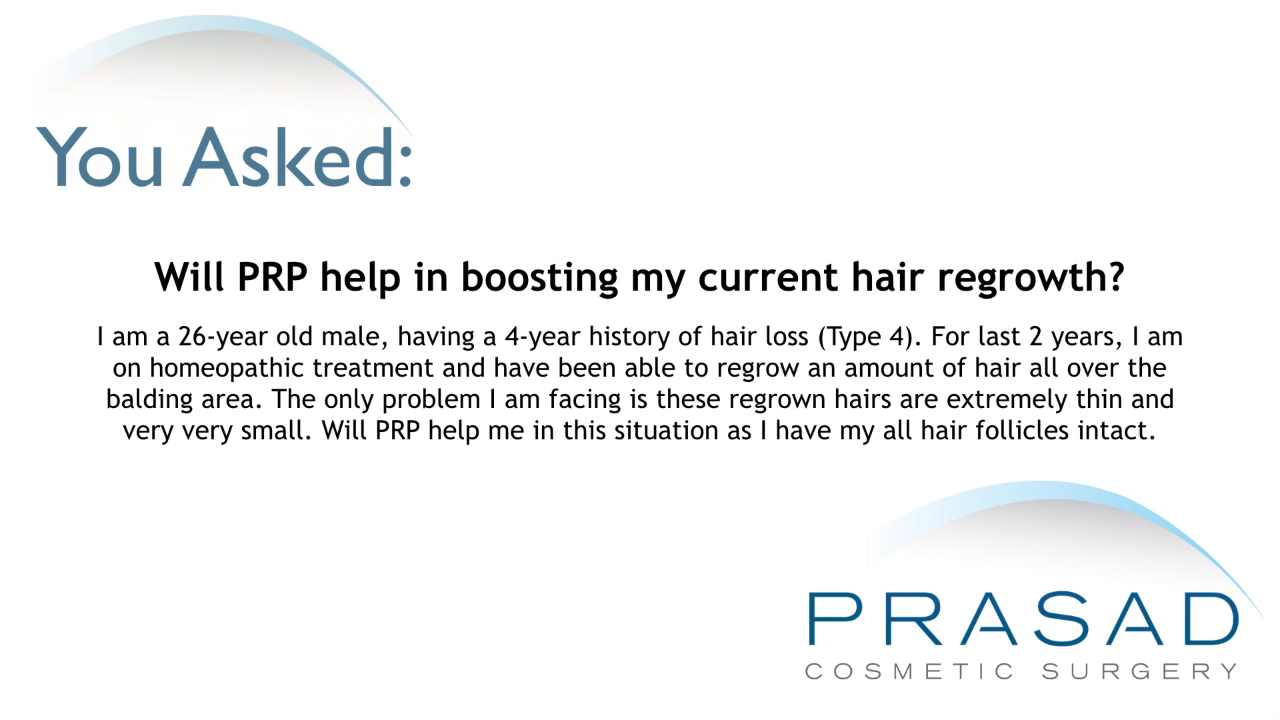 You Asked:
Will PRP help in boosting my current hair regrowth?
I am a 26-year old male, having a 4-year history of hair loss (Type 4). For last 2 years, I am
on homeopathic treatment and have been able to regrow an amount of hair all over the
balding area. The only problem I am facing is these regrown hairs are extremely thin and
very very small. Will PRP help me in this situation as I have my all hair follicles intact.
PRASAD
COSMETIC SURGERY